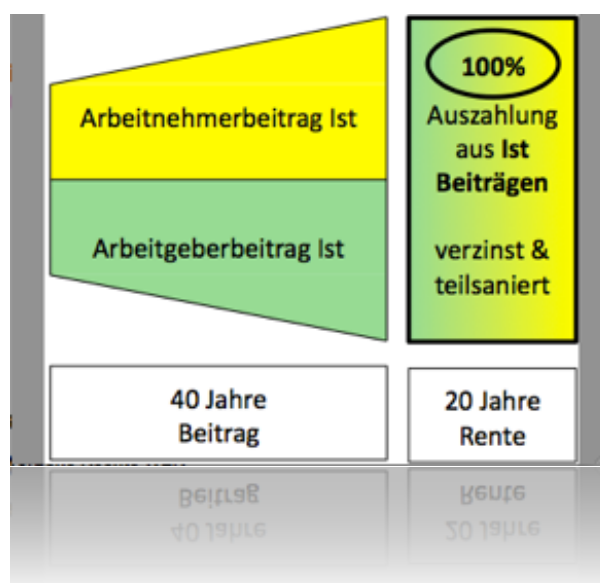 Arbeitnehmerbeitrag Ist
Arbeitgeberbeitrag Ist
100%
Auszahlung
aus Ist
Beiträgen
verzinst &
teilsaniert
40 Jahre
Beitrag
20 Jahre
Rente